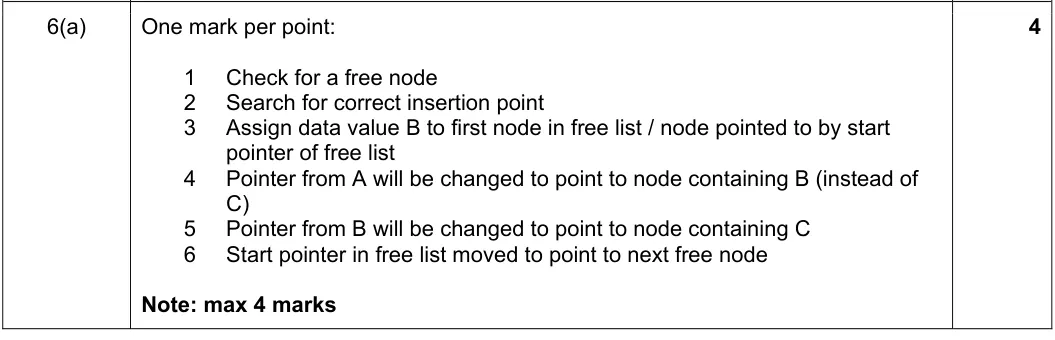 6(a) One mark per point: 4
1 Check for a free node
2 Search for correct insertion point
3 Assign data value B to first node in free list / node pointed to by start
pointer of free list
4 Pointer from A will be changed to point to node containing B (instead of
C)
5 Pointer from B will be changed to point to node containing C
6 Start pointer in free list moved to point to next free node
Note: max 4 marks